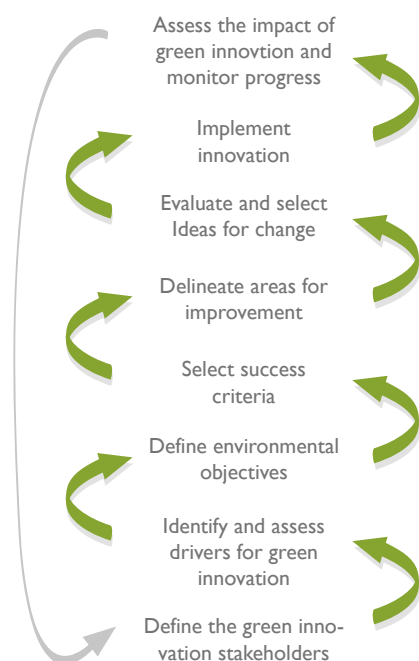 Assess the impact of
green innovtion and
monitor progress
Implement
innovation
Evaluate and select
Ideas for change
Delineate areas for
improvement
Select success
criteria
Define environmental
objectives
Identify and assess
drivers for green
innovation
Define the green inno-
vation stakeholders